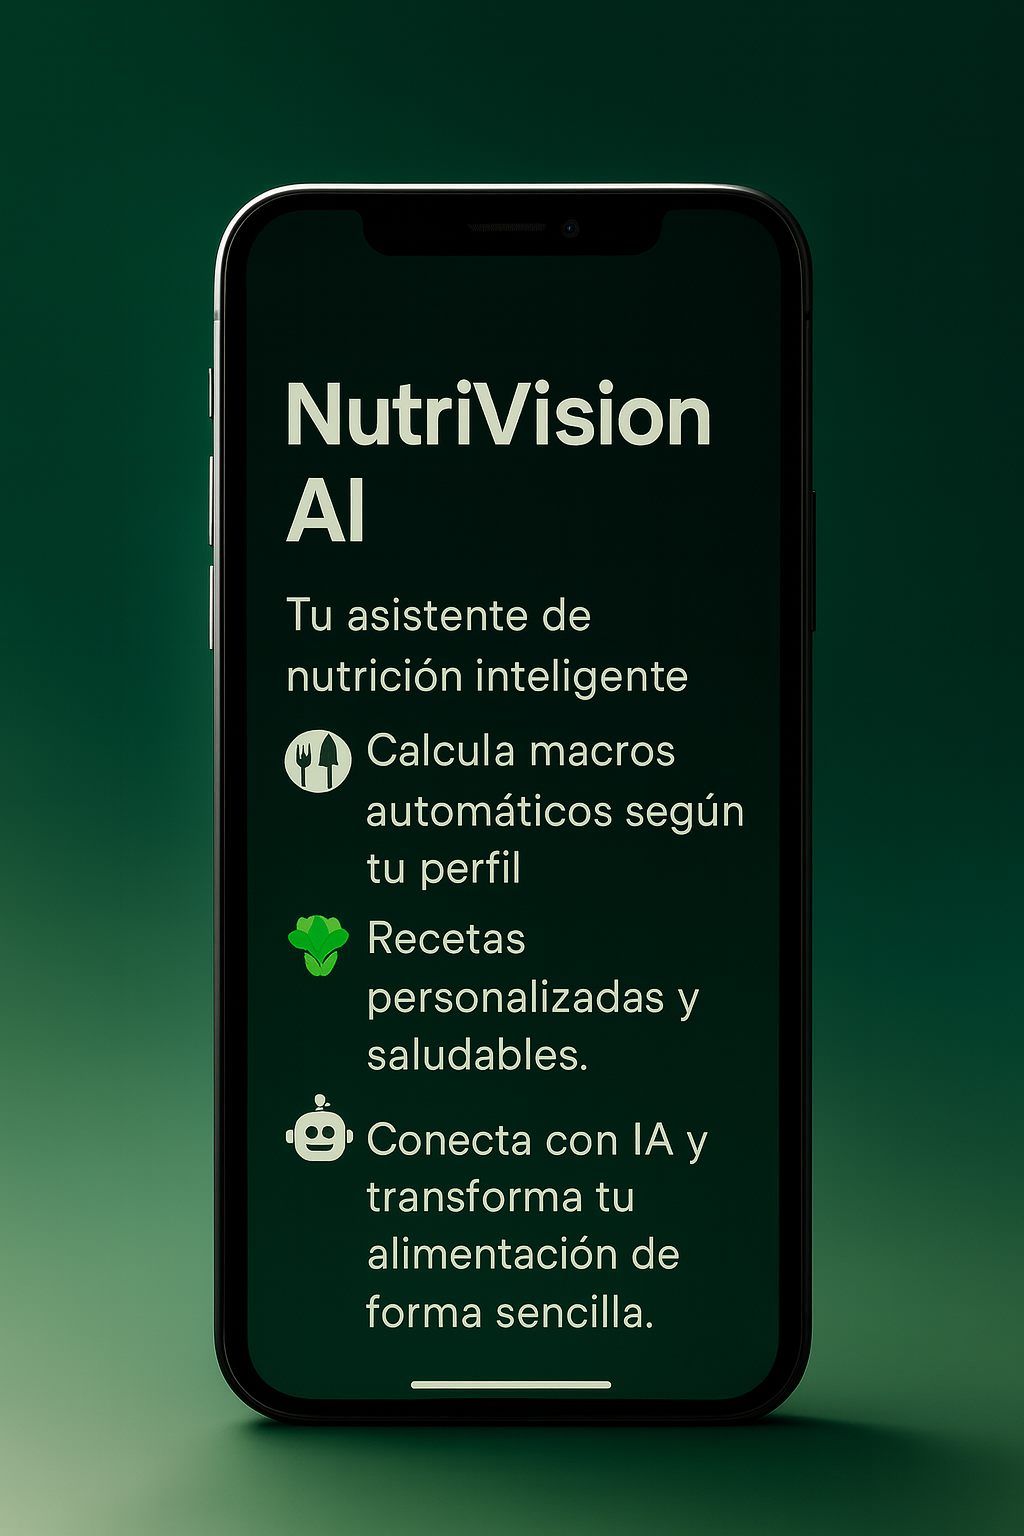 NutriVision
AI
Tu asistente de
nutrición inteligente
Calcula macros
automáticos según
tu perfil
Recetas
personalizadas y
saludables.
Conecta con IA y
transforma tu
alimentación de
forma sencilla.